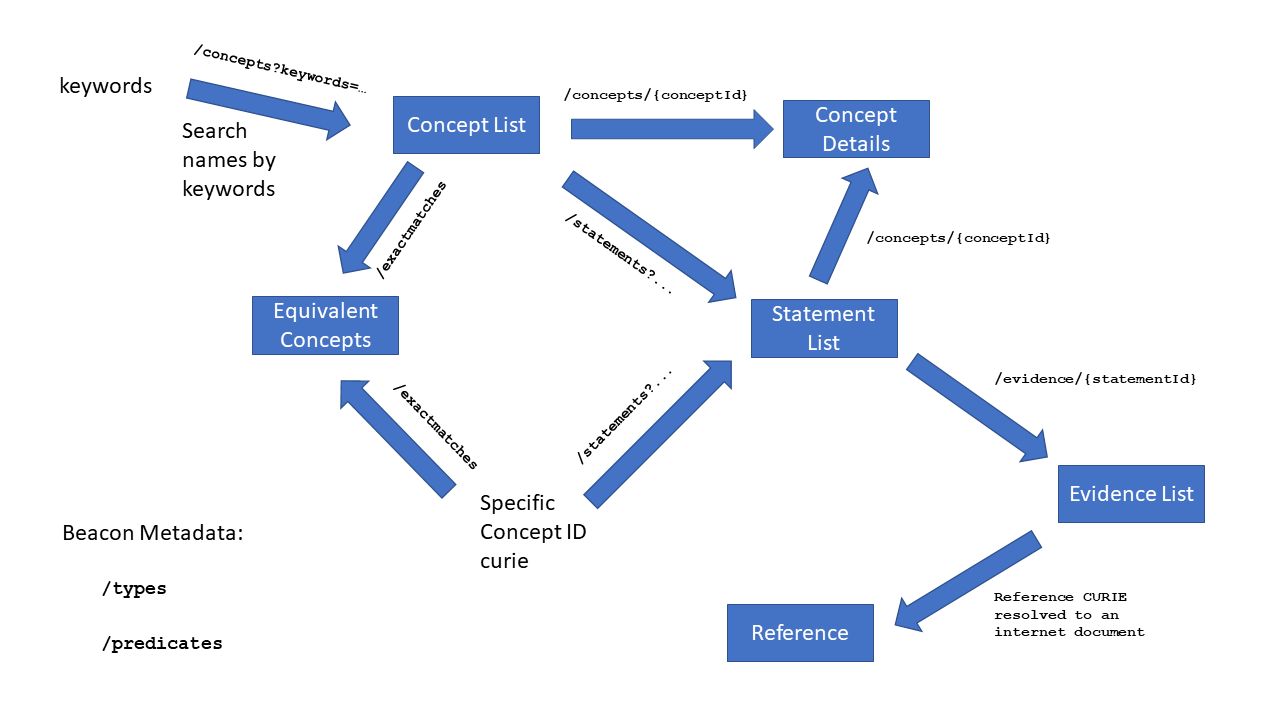 /concepts?keywords=…
keywords
Search
names by
keywords
Concept List
/concepts/{conceptId}
Concept
Details
/exactmatches
/statements?...
/concepts/{conceptId}
Equivalent
Concepts
Statement
List
/exactmatches
/statements?...
/evidence/{statementId}
Specific
Concept ID
curie
Evidence List
Beacon Metadata:
/types
/predicates
Reference CURIE
resolved to an
internet document
Reference